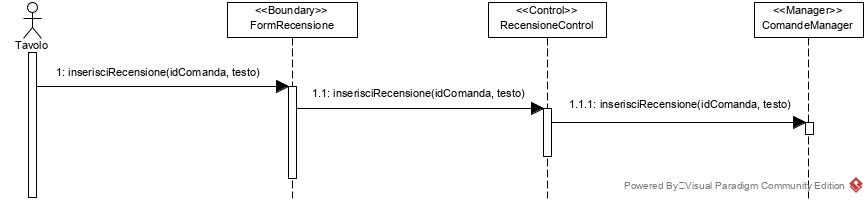 <<Boundary>>
FormRecensione
<<Control>>
RecensioneControl
<<Manager>>
ComandeManager
Tavolo
1: inserisciRecensione(idComanda, testo)
1.1: inserisciRecensione(idComanda, testo)
1.1.1: inserisciRecensione(idComanda, testo)
Powered By Visual Paradigm Community Edition